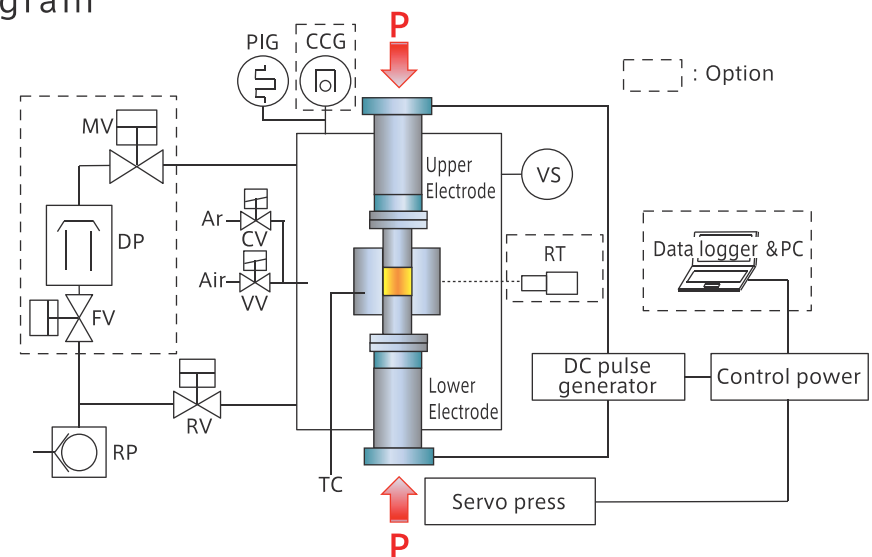 P
PIG
CCG
: Option
MV
Upper
Electrode
VS
Ar
CV
DP
RT
Data logger & PC
Air
VV
FV
DC pulse
generator
Control power
Lower
Electrode
RV
RP
TC
Servo press
P